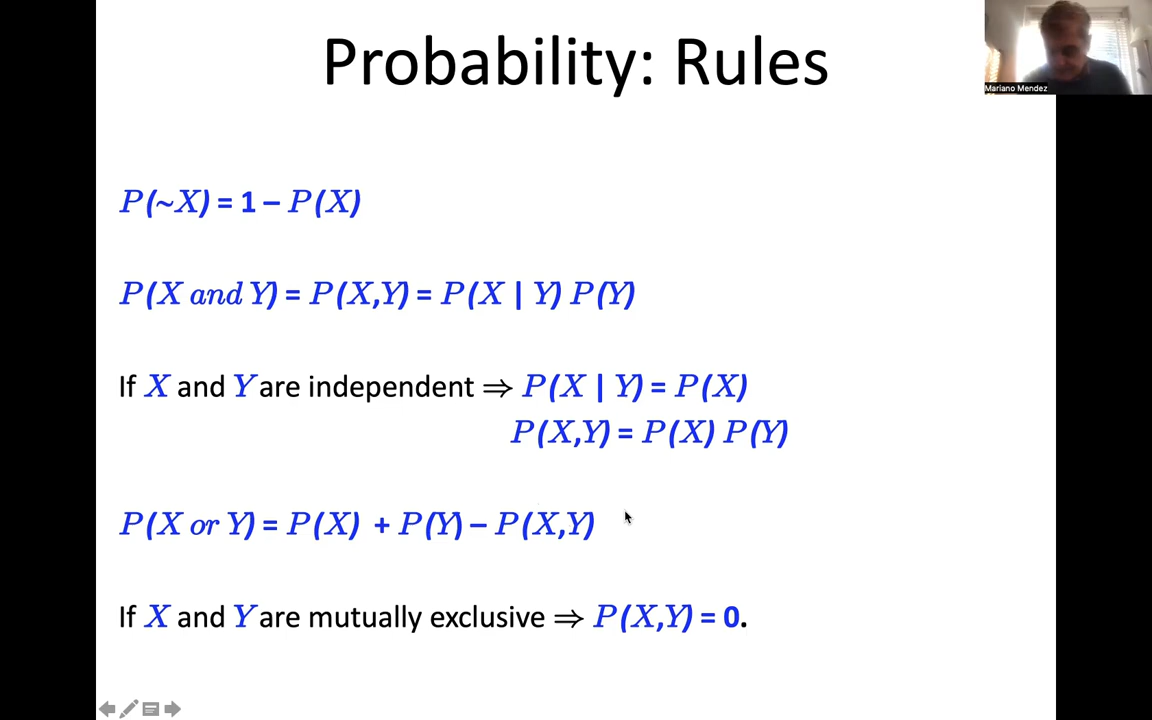 Probability: Rules
Mariano Mendez
P(~X) = 1 – P(X)
P(X and Y) = P(X,Y) = P(X | Y) P(Y)
If X and Y are independent ⇒ P(X | Y) = P(X)
P(X,Y) = P(X) P(Y)
P(X or Y) = P(X) + P(Y) – P(X,Y)
If X and Y are mutually exclusive ⇒ P(X,Y) = 0.